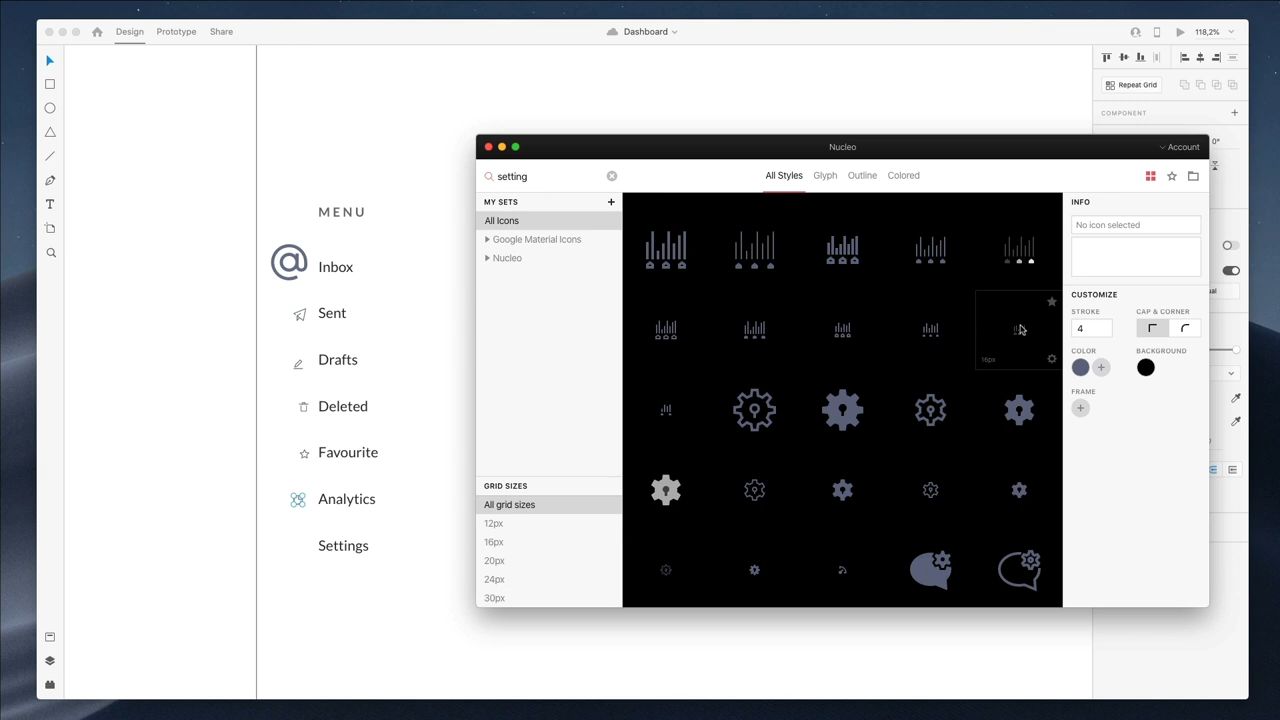 Design
Prototype
Share
Dashboard
118,2%
Repeat Grid
COMPONENT
0°
MENU
Inbox
Sent
Drafts
Deleted
Favourite
Analytics
Settings
Nucleo
Account
setting
All Styles
Glyph
Outline
Colored
MY SETS
All Icons
Google Material Icons
Nucleo
GRID SIZES
All grid sizes
12px
16px
20px
24px
30px
16px
INFO
No icon selected
CUSTOMIZE
STROKE
CAP & CORNER
4
COLOR
BACKGROUND
FRAME